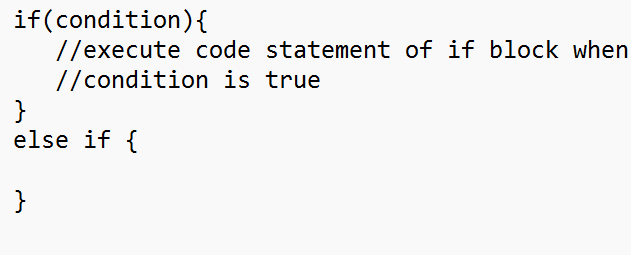 if(condition){
//execute code statement of if block when
//condition is true
}
else if {
}